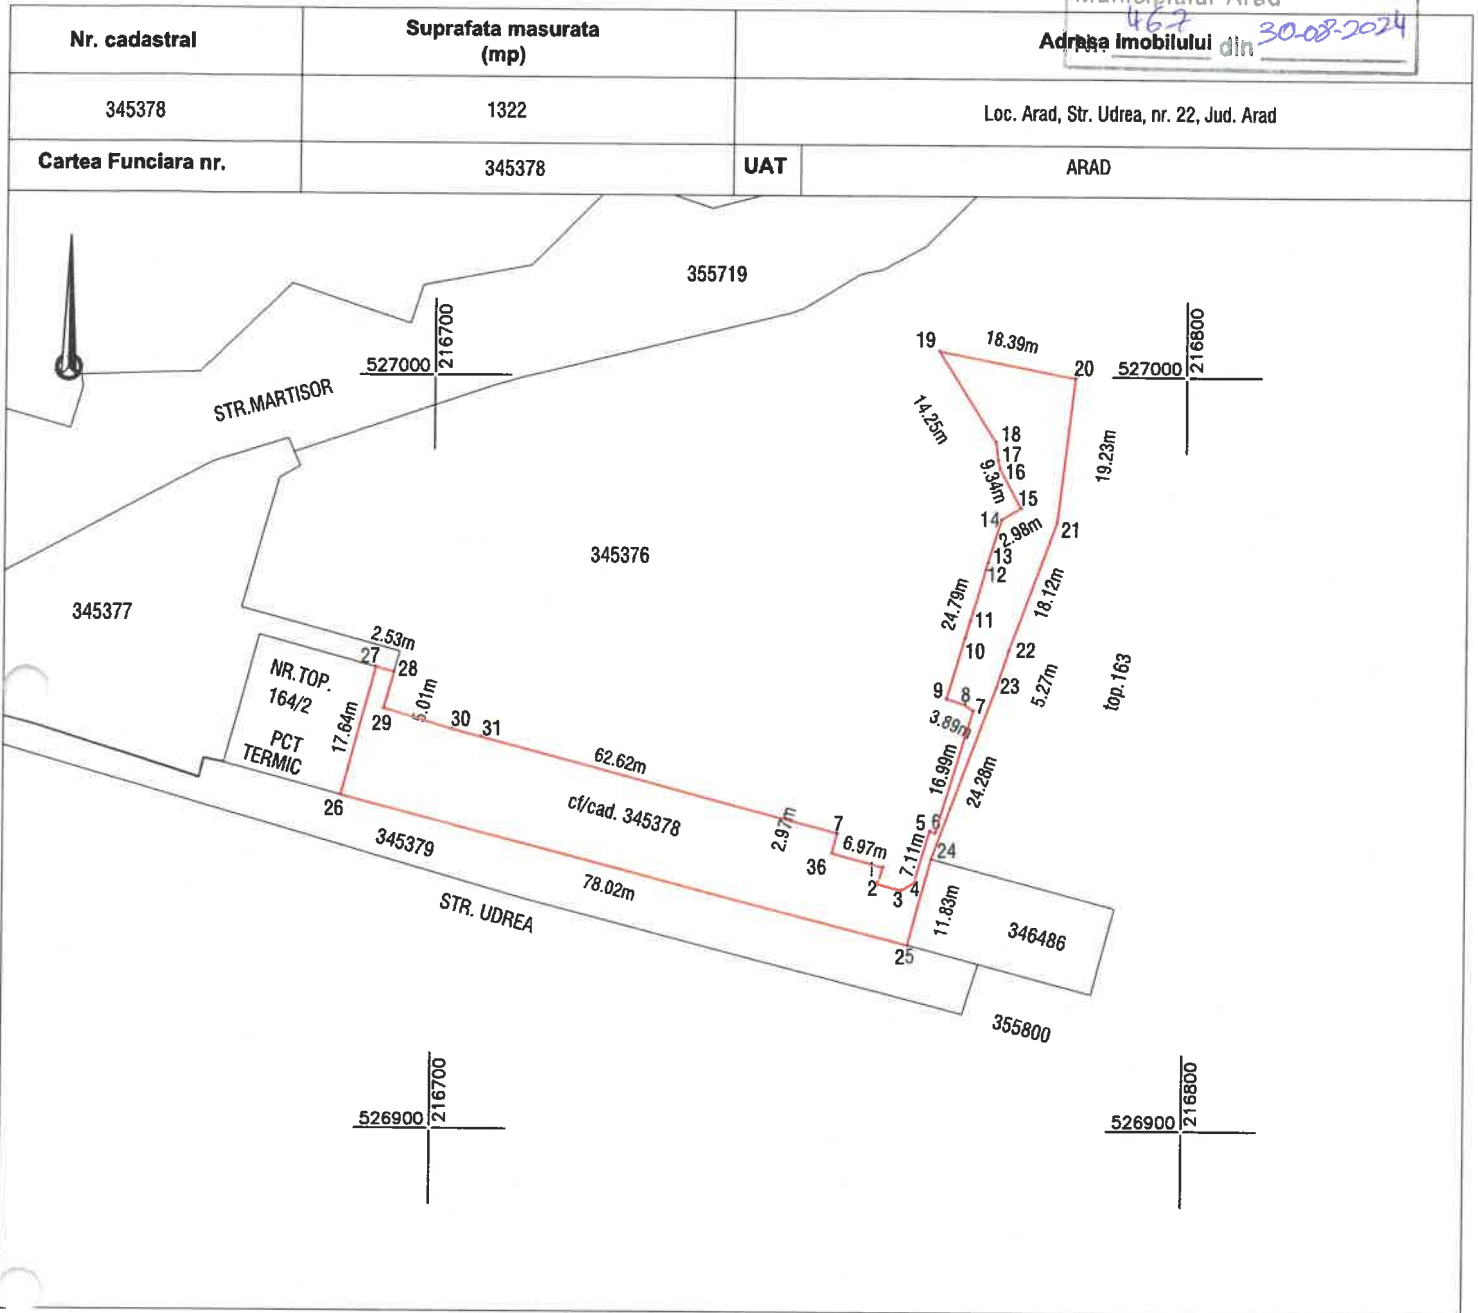 Municipiului Arad
Nr. 467 din 30-08-2024
Nr. cadastral
Suprafata masurata
(mp)
Adresa Imobilului
345378
1322
Loc. Arad, Str. Udrea, nr. 22, Jud. Arad
Cartea Funciara nr.
345378
UAT
ARAD
355719
527000
216700
19
18.39m
20
527000
216800
STR.MARTISOR
14.25m
18
17
16
9.34m
15
19.23m
14
2.98m
21
345376
13
12
345377
24.79m
11
18.12m
10
22
2.53m
27
28
NR.TOP.
164/2
5.01m
9
8
7
23
5.27m
top.163
29
30
31
3.89m
17.64m
PCT
TERMIC
62.62m
16.99m
24.28m
26
cf/cad. 345378
2.97m
7
5
6
345379
36
6.97m
7.11m
24
1
2
3
4
78.02m
11.83m
STR. UDREA
346486
25
355800
526900
216700
526900
216800